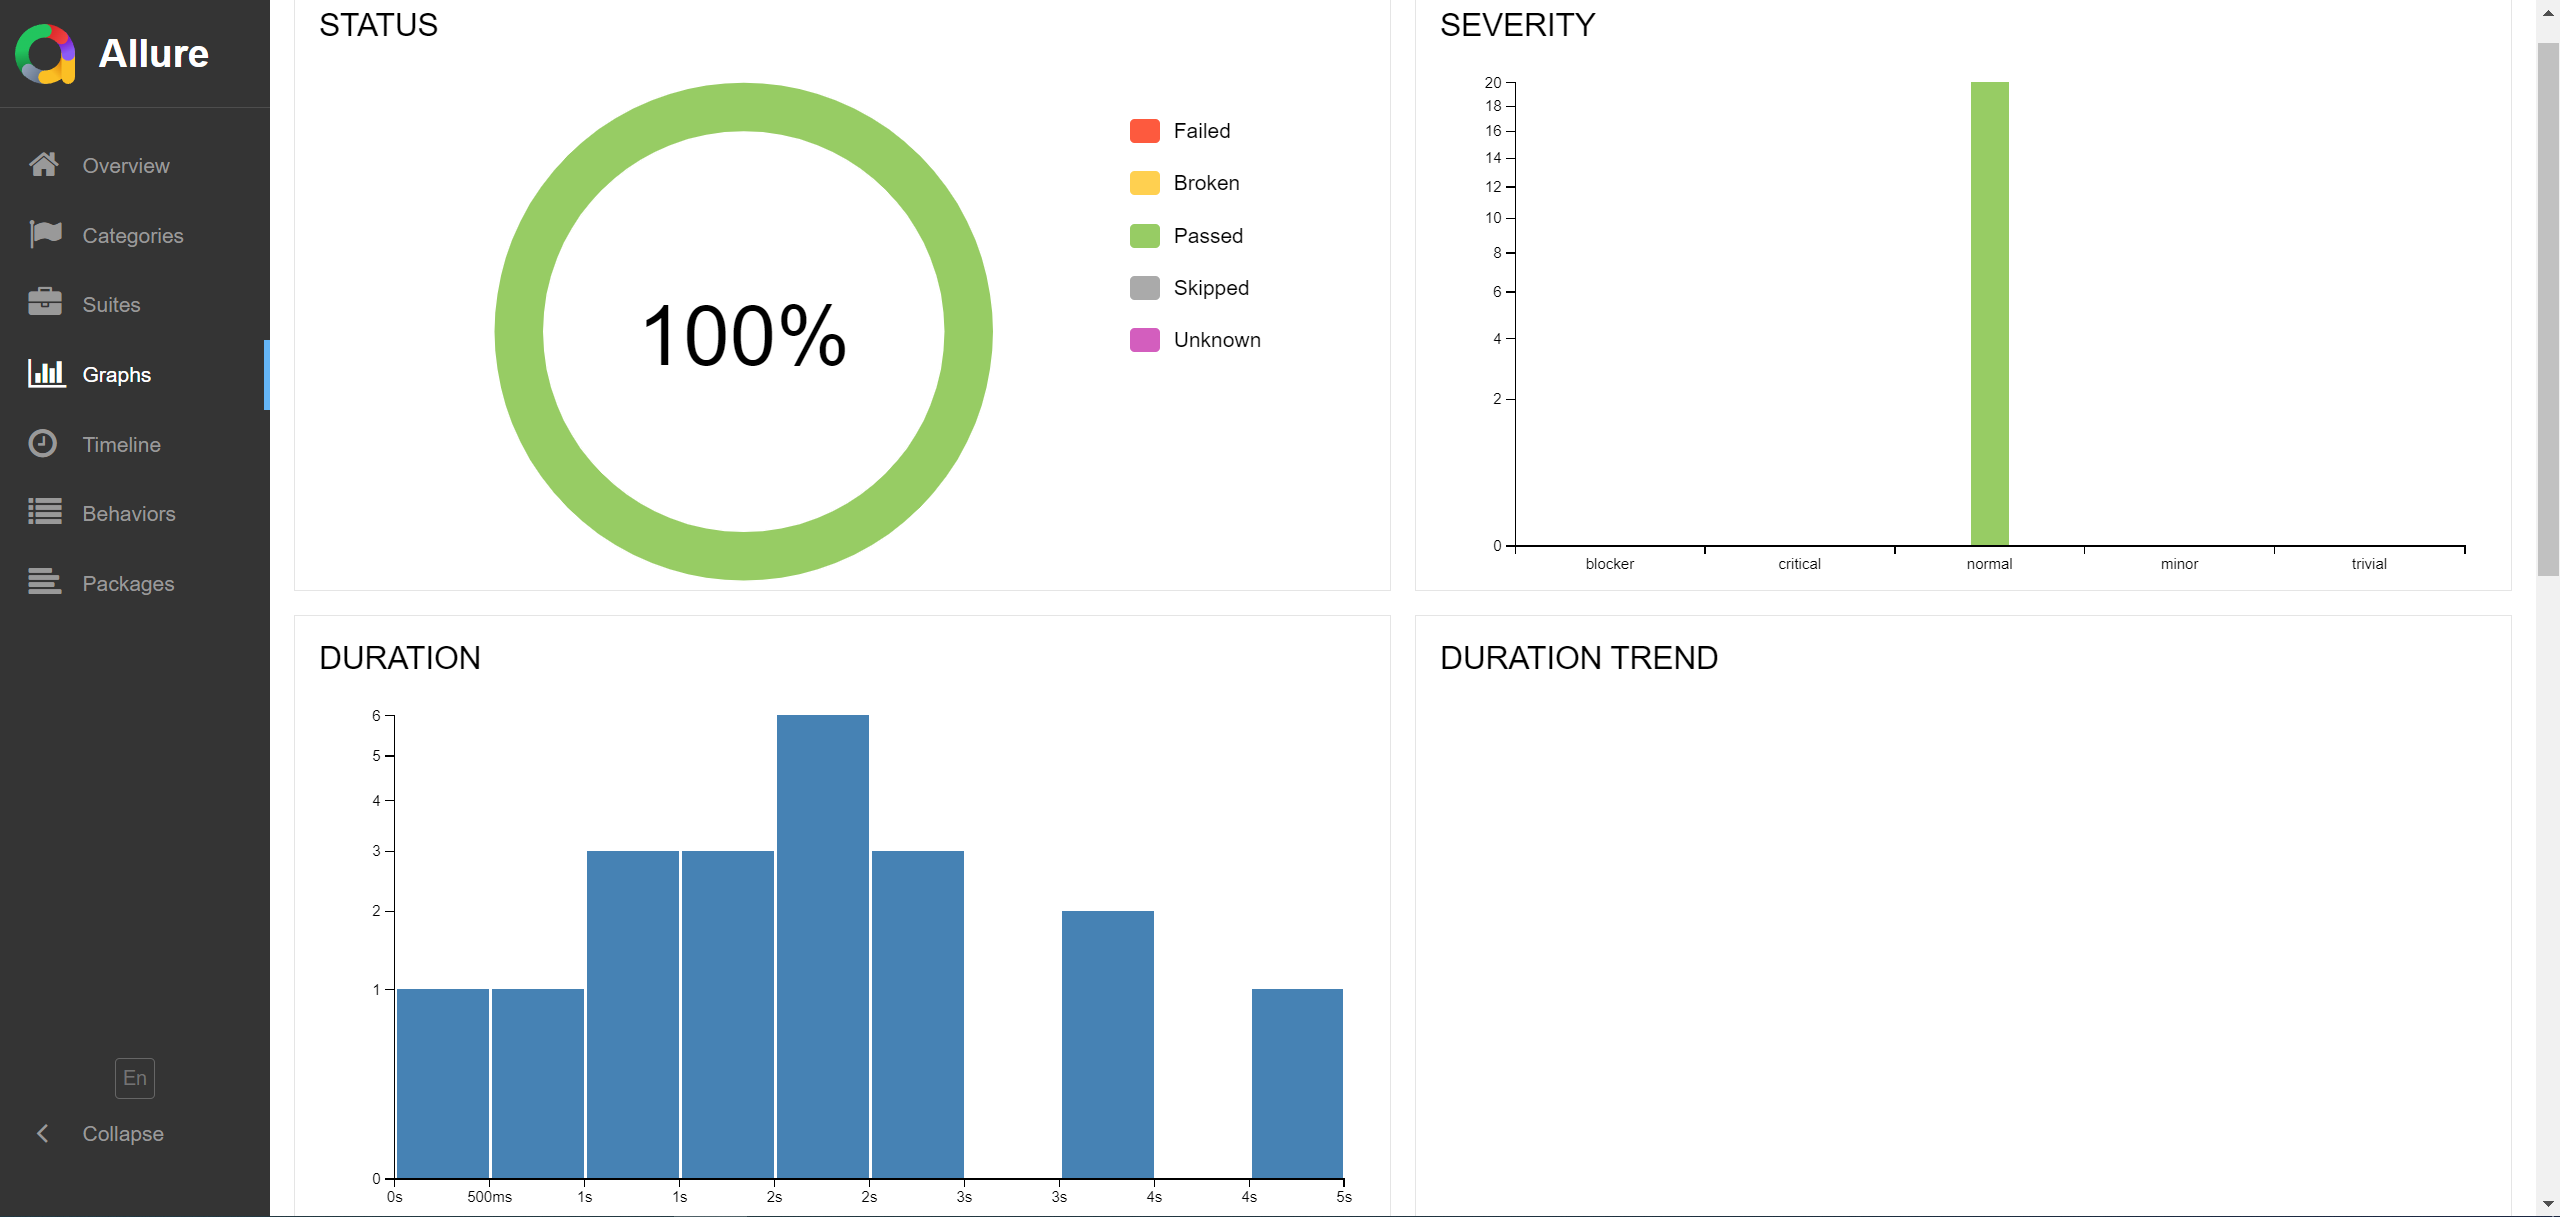 Allure
Overview
Categories
Suites
Graphs
Timeline
Behaviors
Packages
En
Collapse
STATUS
100%
Failed
Broken
Passed
Skipped
Unknown
SEVERITY
20
18
16
14
12
10
8
6
4
2
0
blocker critical normal minor trivial
DURATION
6
5
4
3
2
1
0
0s 500ms 1s 1s 2s 2s 3s 3s 4s 4s 5s
DURATION TREND